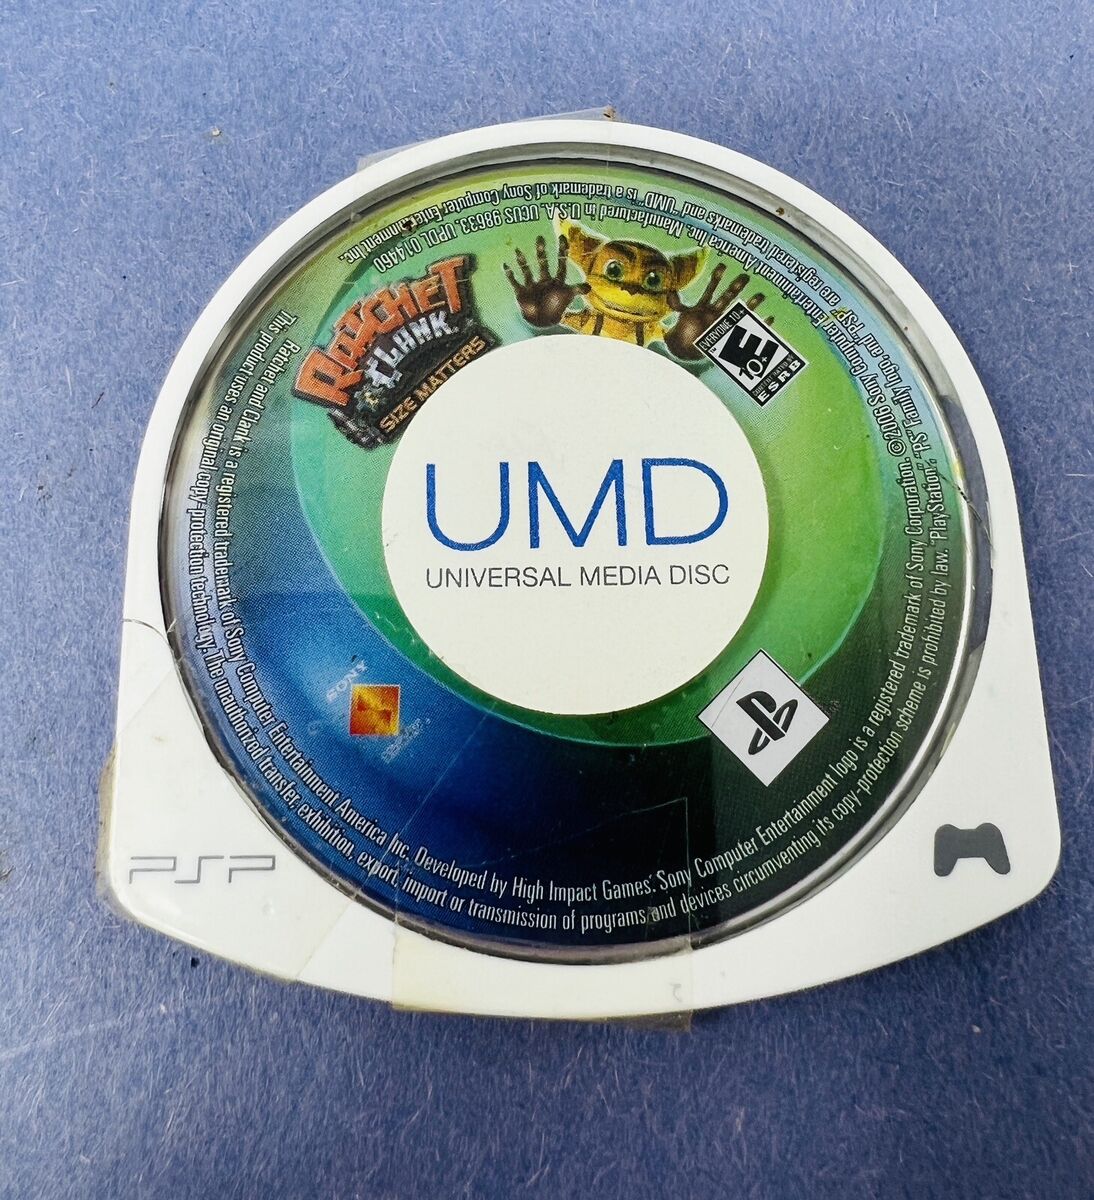 Manufactured in U.S.A. UCUS 98633. UPDL 014460
RATCHET
CLANK
SIZE MATTERS
EVERYONE 10+
E
10+
ESRB
UMD
UNIVERSAL MEDIA DISC
SONY
PSP
Ratchet and Clank is a registered trademark of Sony Computer Entertainment America Inc. Developed by High Impact Games. Sony Computer Entertainment logo is a registered trademark of Sony Corporation. ©2006 Sony Computer Entertainment America Inc.
This product uses an original copy-protection technology. The unauthorized transfer, exhibition, export, import or transmission of programs and devices circumventing its copy-protection scheme is prohibited by law. "PlayStation", "PS" Family logo, and "PSP" are registered trademarks and "UMD" is a trademark of Sony Computer Entertainment Inc.